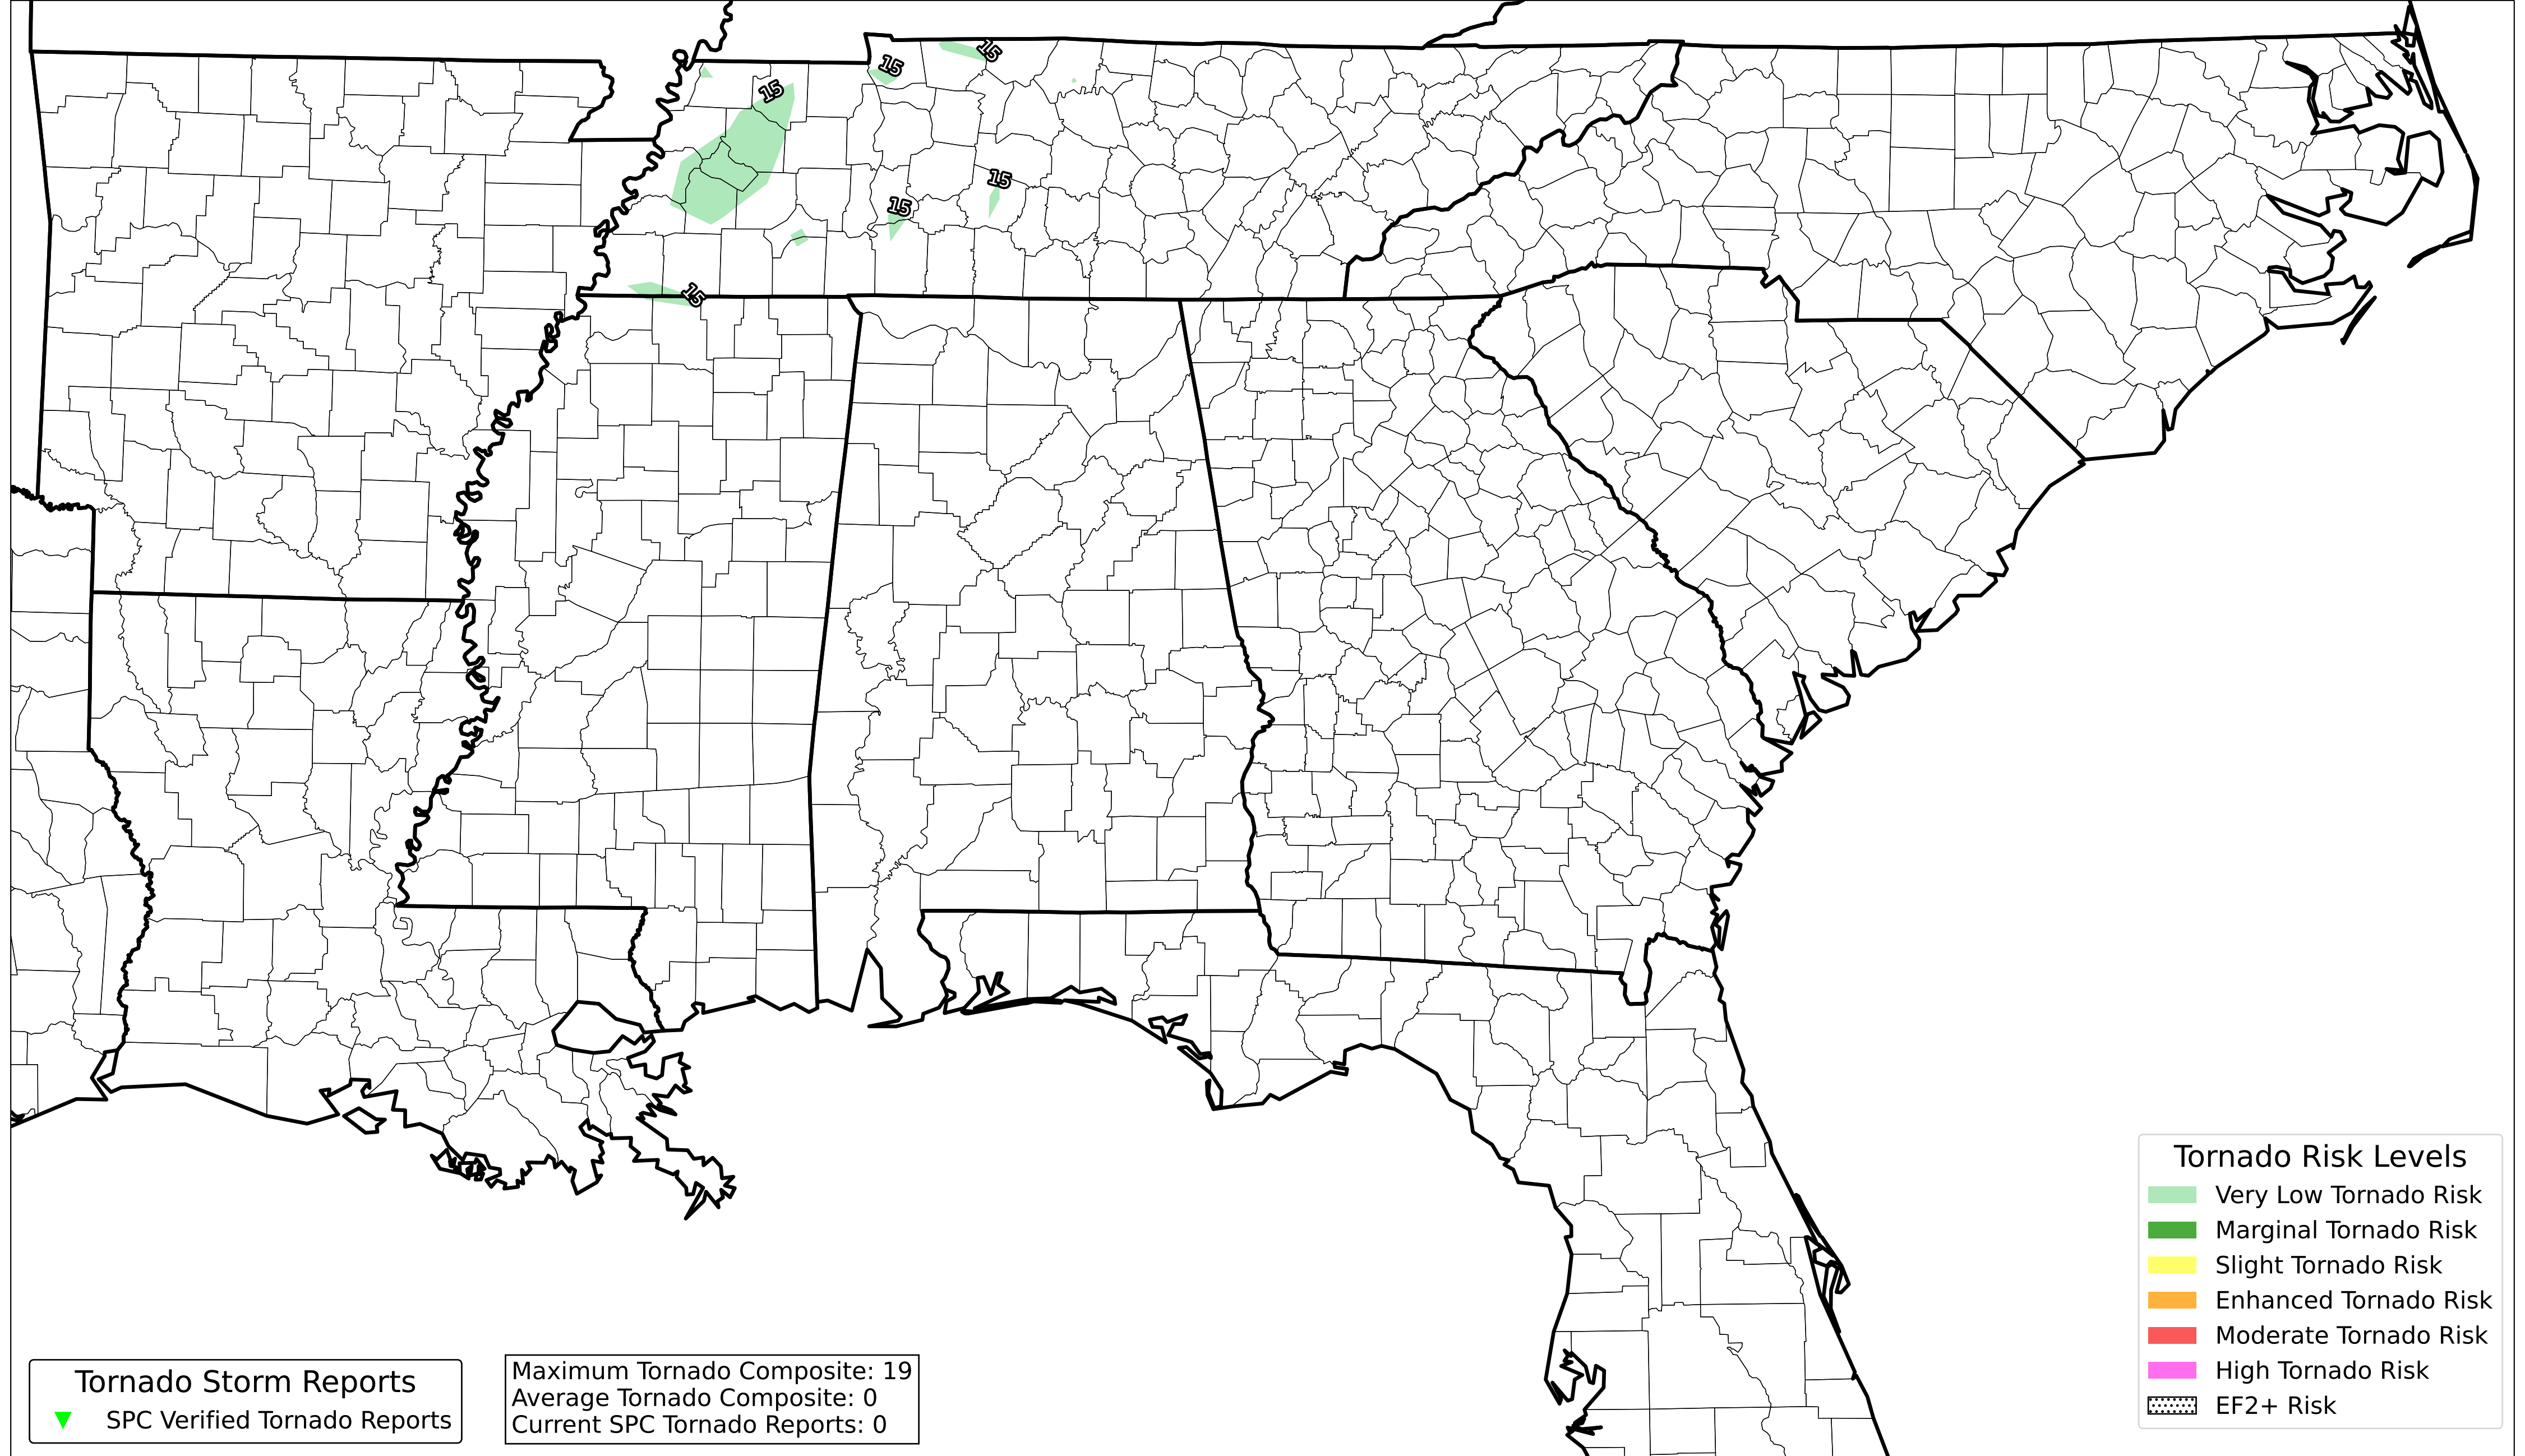 15
15
15
15
15
15
Tornado Risk Levels
Very Low Tornado Risk
Marginal Tornado Risk
Slight Tornado Risk
Enhanced Tornado Risk
Moderate Tornado Risk
High Tornado Risk
EF2+ Risk
Tornado Storm Reports
SPC Verified Tornado Reports
Maximum Tornado Composite: 19
Average Tornado Composite: 0
Current SPC Tornado Reports: 0